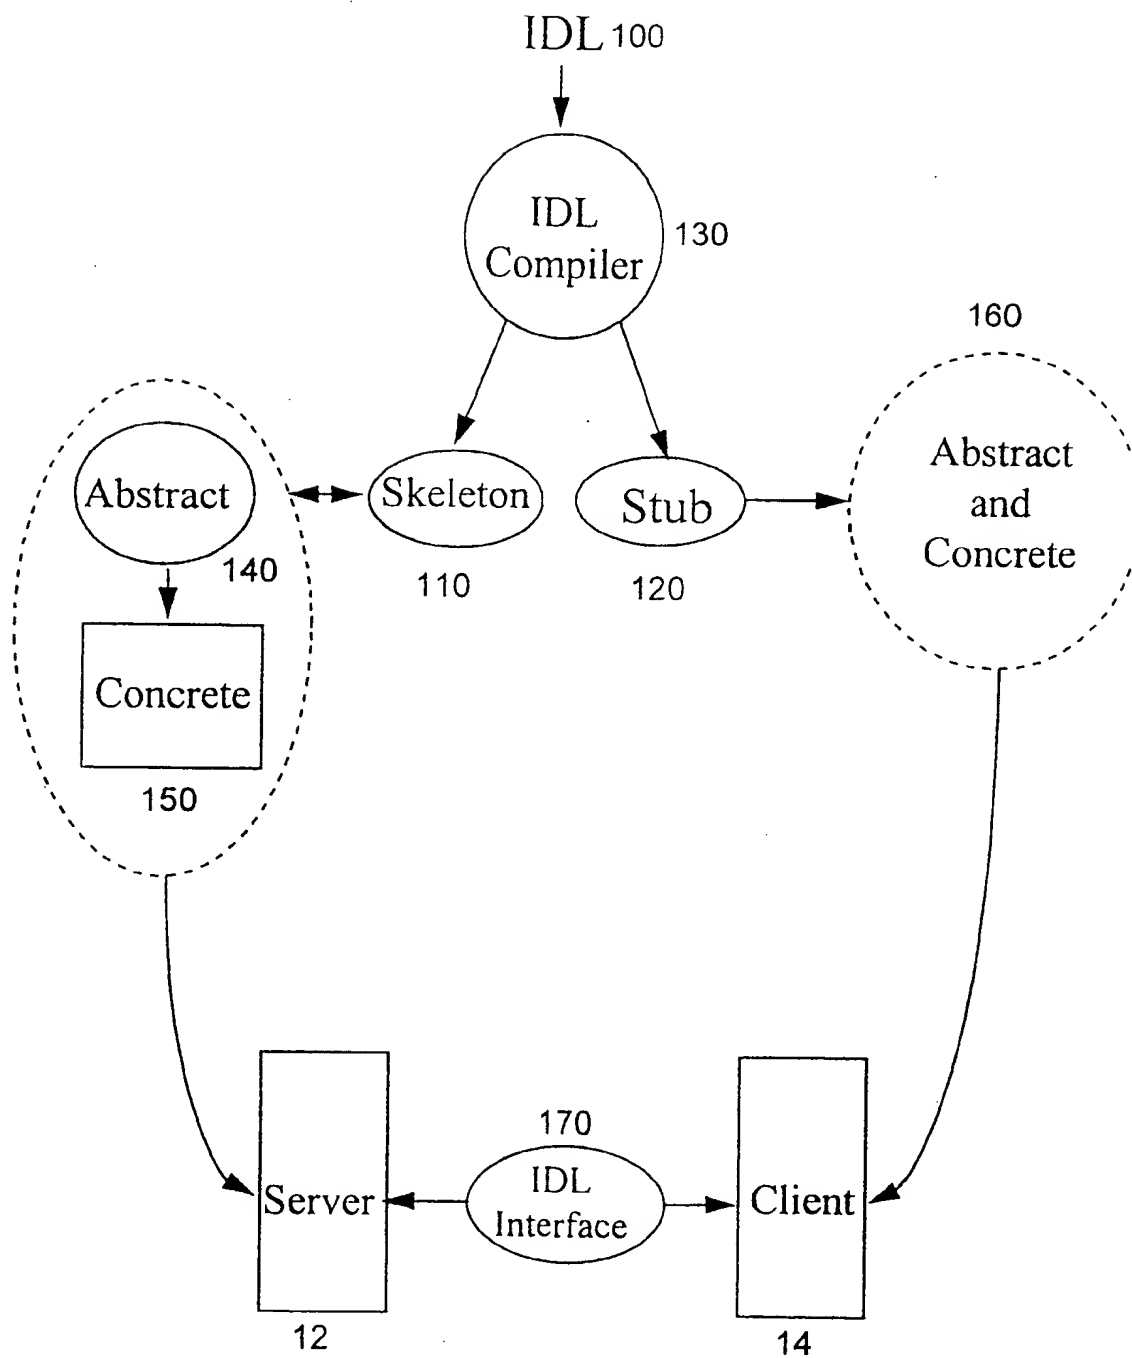 IDL 100
IDL
Compiler
130
160
Abstract
and
Concrete
Abstract
140
Skeleton
110
Stub
120
Concrete
150
170
IDL
Interface
Server
12
Client
14